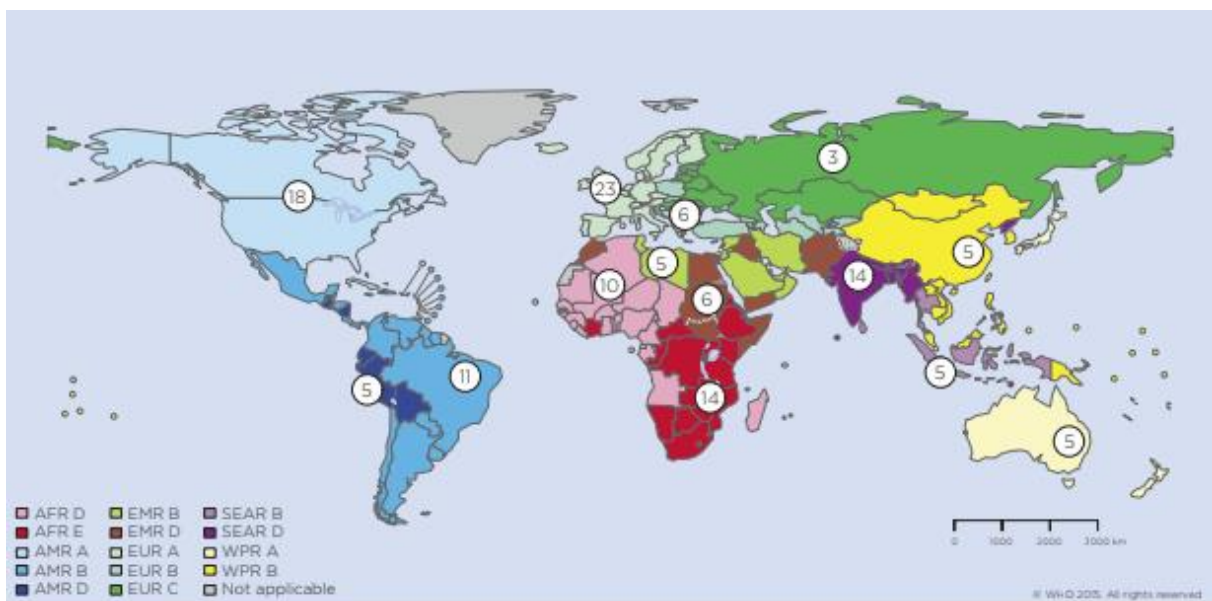 3
18
23
6
5
10
5
14
6
11
5
5
14
5
AFR D
AFR E
AMR A
AMR B
AMR D
EMR B
EMR D
EUR A
EUR B
EUR C
SEAR B
SEAR D
WPR A
WPR B
Not applicable
0 1000 2000 3000 km
© WHO 2015. All rights reserved